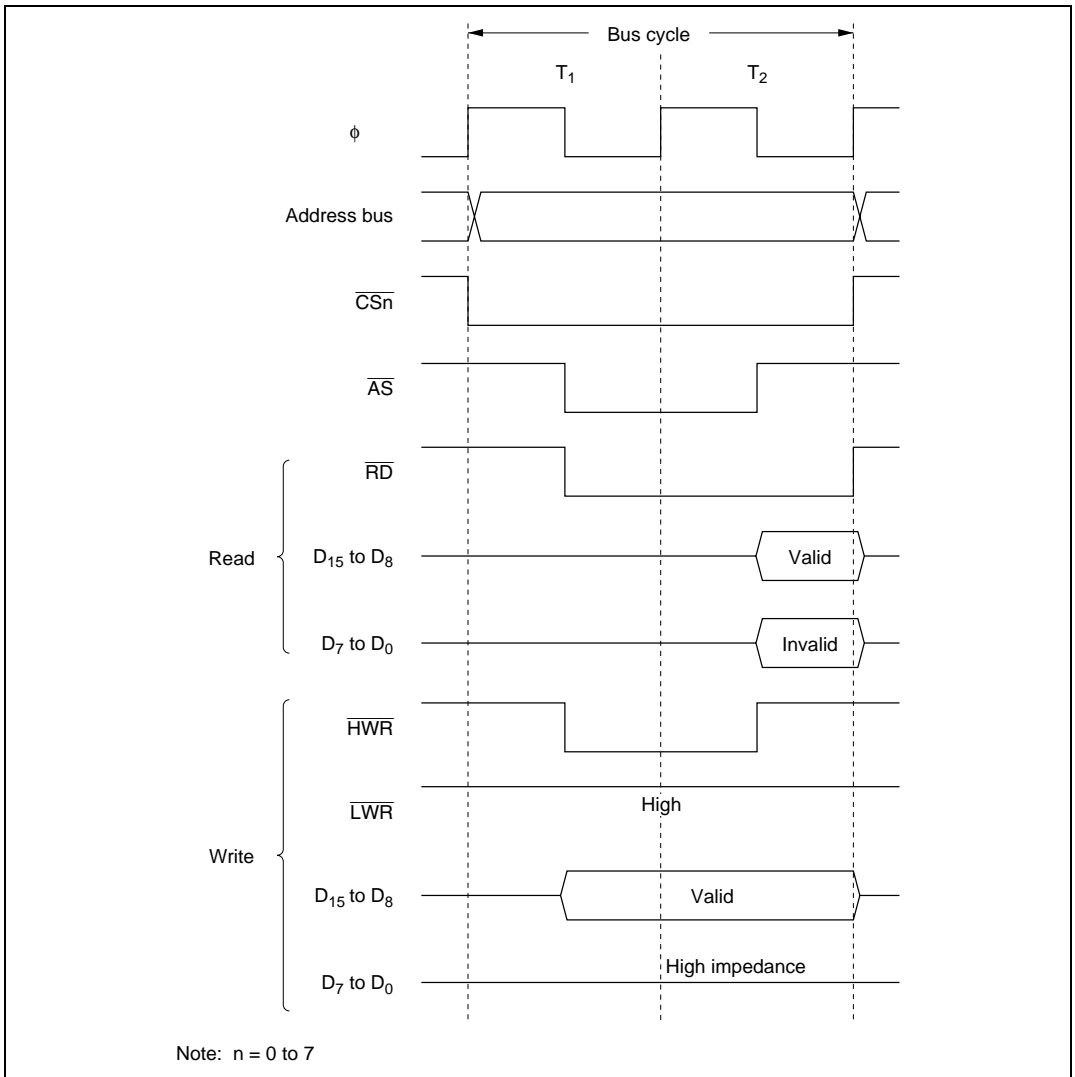 Bus cycle
T1 T2
φ
Address bus
CSn
AS
RD
Read
D15 to D8 Valid
D7 to D0 Invalid
HWR
LWR High
Write
D15 to D8 Valid
D7 to D0 High impedance
Note: n = 0 to 7